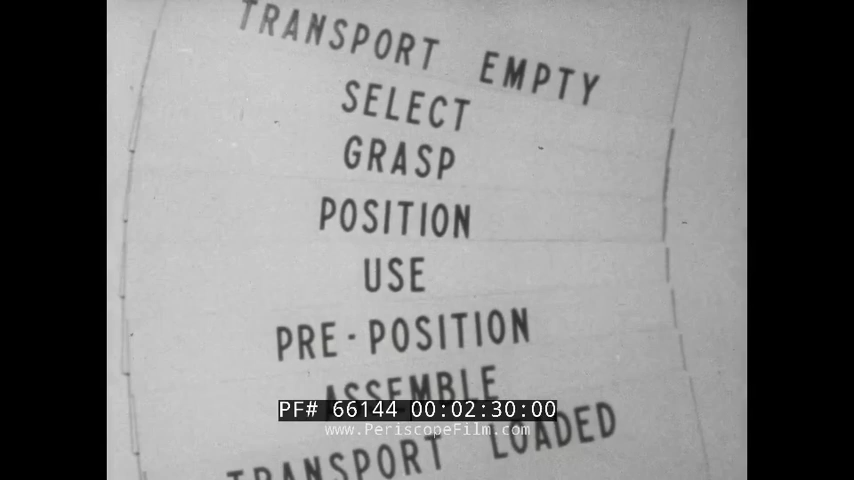 TRANSPORT EMPTY
SELECT
GRASP
POSITION
USE
PRE-POSITION
ASSEMBLE
PF# 66144 00:02:30:00
www.PeriscopeFilm.com
TRANSPORT LOADED